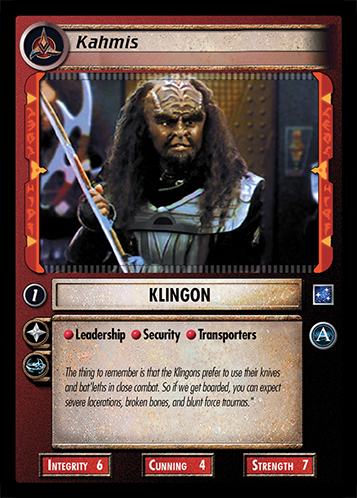 Kahmis
1
KLINGON
Leadership Security Transporters
A
The thing to remember is that the Klingons prefer to use their knives
and bat'leths in close combat. So if we get boarded, you can expect
severe lacerations, broken bones, and blunt force traumas."
INTEGRITY 6 CUNNING 4 STRENGTH 7